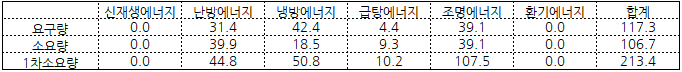 신재생에너지 난방에너지 냉방에너지 급탕에너지 조명에너지 환기에너지 합계
요구량 0.0 31.4 42.4 4.4 39.1 0.0 117.3
소요량 0.0 39.9 18.5 9.3 39.1 0.0 106.7
1차소요량 0.0 44.8 50.8 10.2 107.5 0.0 213.4